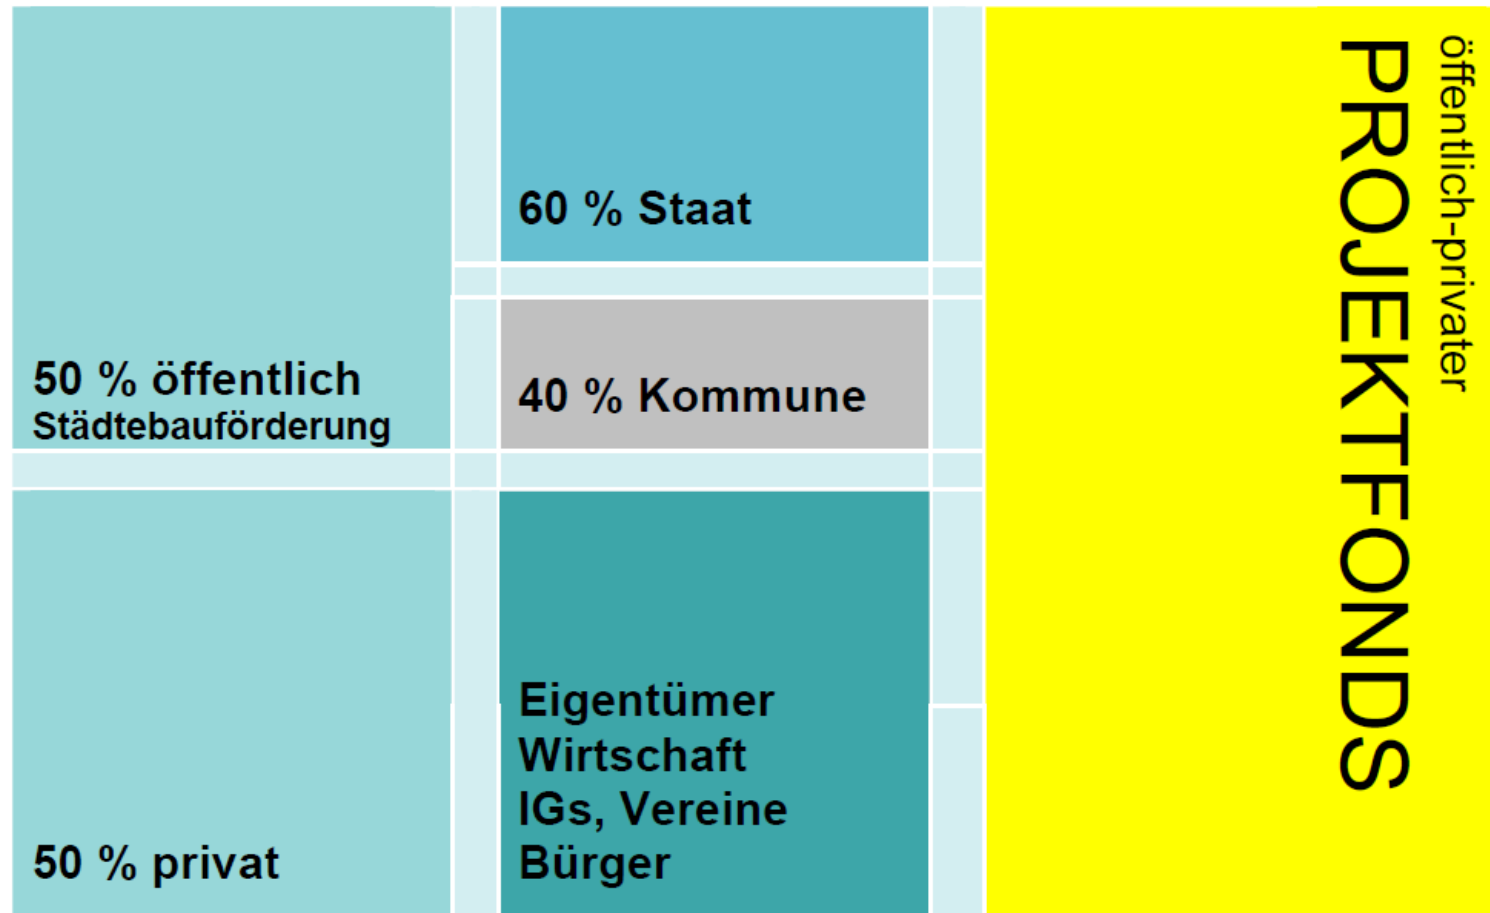 50 % öffentlich
Städtebauförderung
60 % Staat
40 % Kommune
50 % privat
Eigentümer
Wirtschaft
IGs, Vereine
Bürger
öffentlich-privater
PROJEKTFONDS